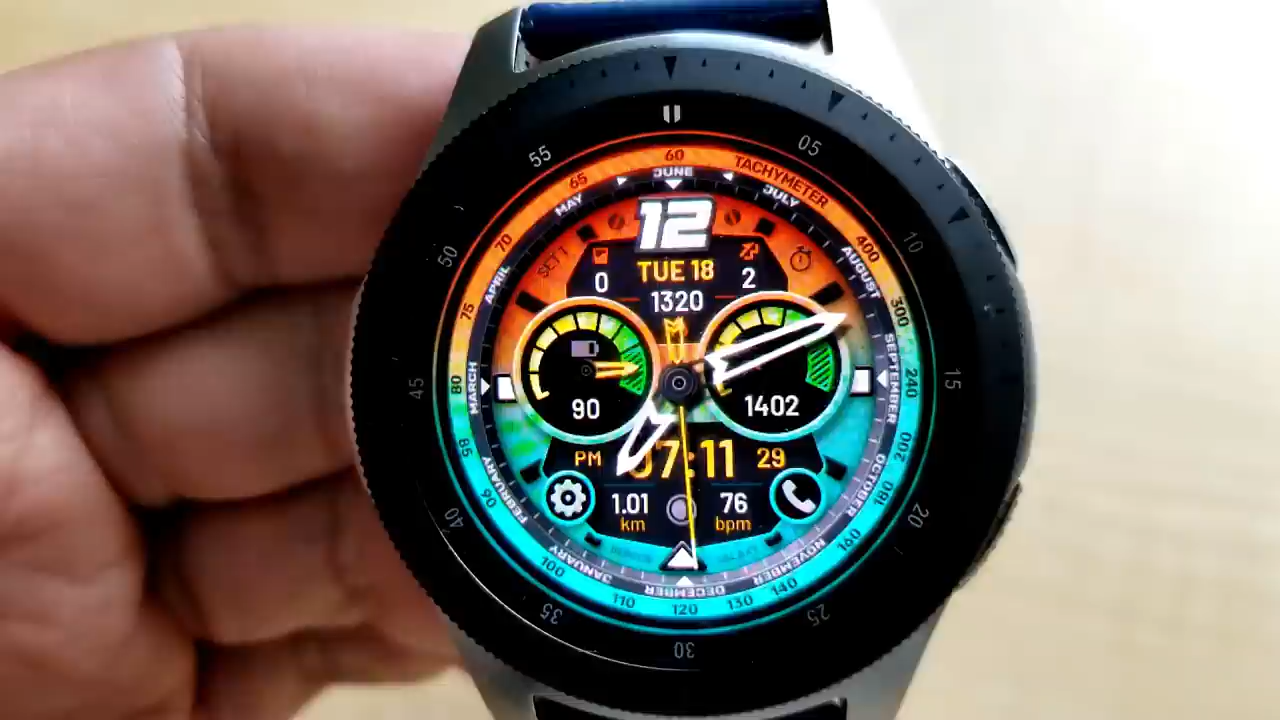 05
10
15
20
25
30
35
40
45
50
55
60
TACHYMETER
400
300
240
200
180
160
140
130
120
110
100
90
85
80
75
70
65
JUNE
JULY
AUGUST
SEPTEMBER
OCTOBER
NOVEMBER
DECEMBER
JANUARY
FEBRUARY
MARCH
APRIL
MAY
12
TUE 18
0
2
1320
90
1402
PM 07:11 29
1.01 76
km bpm